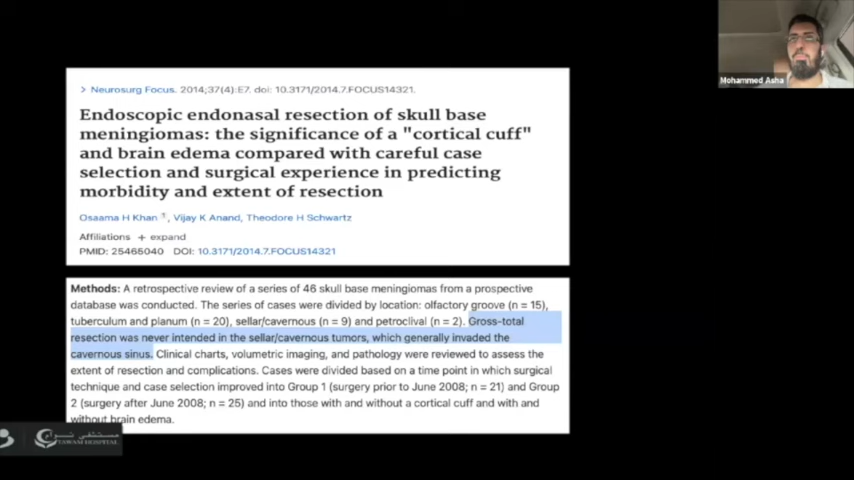 Mohammed Asha
> Neurosurg Focus. 2014;37(4):E7. doi: 10.3171/2014.7.FOCUS14321.
Endoscopic endonasal resection of skull base
meningiomas: the significance of a "cortical cuff"
and brain edema compared with careful case
selection and surgical experience in predicting
morbidity and extent of resection
Osaama H Khan 1, Vijay K Anand, Theodore H Schwartz
Affiliations + expand
PMID: 25465040 DOI: 10.3171/2014.7.FOCUS14321
Methods: A retrospective review of a series of 46 skull base meningiomas from a prospective
database was conducted. The series of cases were divided by location: olfactory groove (n = 15),
tuberculum and planum (n = 20), sellar/cavernous (n = 9) and petroclival (n = 2). Gross-total
resection was never intended in the sellar/cavernous tumors, which generally invaded the
cavernous sinus. Clinical charts, volumetric imaging, and pathology were reviewed to assess the
extent of resection and complications. Cases were divided based on a time point in which surgical
technique and case selection improved into Group 1 (surgery prior to June 2008; n = 21) and Group
2 (surgery after June 2008; n = 25) and into those with and without a cortical cuff and with and
without brain edema.
مستشفى
HOSPITAL